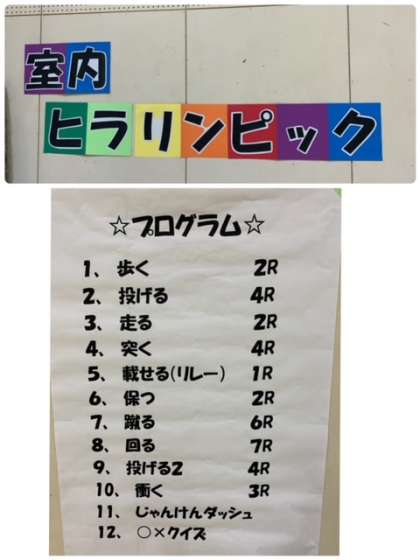 室内
ヒラリンピック
☆プログラム☆
1、 歩く 2R
2、 投げる 4R
3、 走る 2R
4、 突く 4R
5、 載せる(リレー) 1R
6、 保つ 2R
7、 蹴る 6R
8、 回る 7R
9、 投げる2 4R
10、 衝く 3R
11、 じゃんけんダッシュ
12、 ○×クイズ